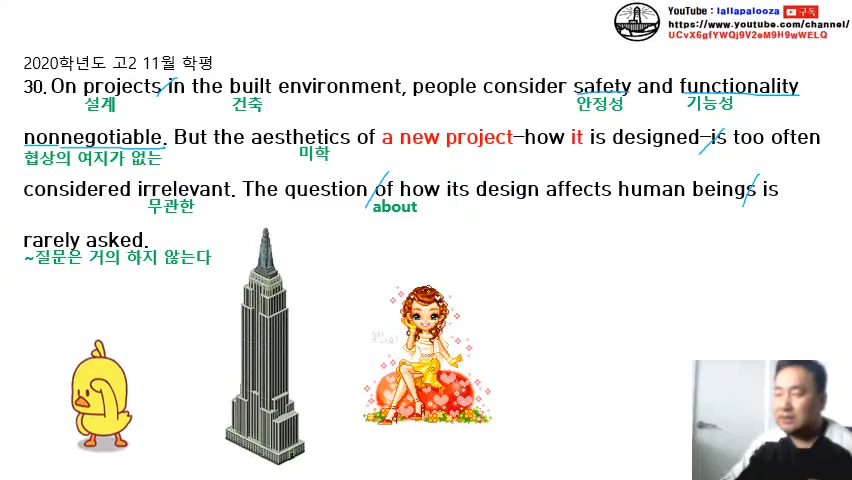 YouTube : lallapalooza 구독
https://www.youtube.com/channel/
UCvX6gfYWQj9V2eM9H9wWELQ
2020학년도 고2 11월 학평
30. On projects in the built environment, people consider safety and functionality
설계 건축 안정성 기능성
nonnegotiable. But the aesthetics of a new project—how it is designed—is too often
협상의 여지가 없는 미학
considered irrelevant. The question of how its design affects human beings is
무관한 about
rarely asked.
~질문은 거의 하지 않는다